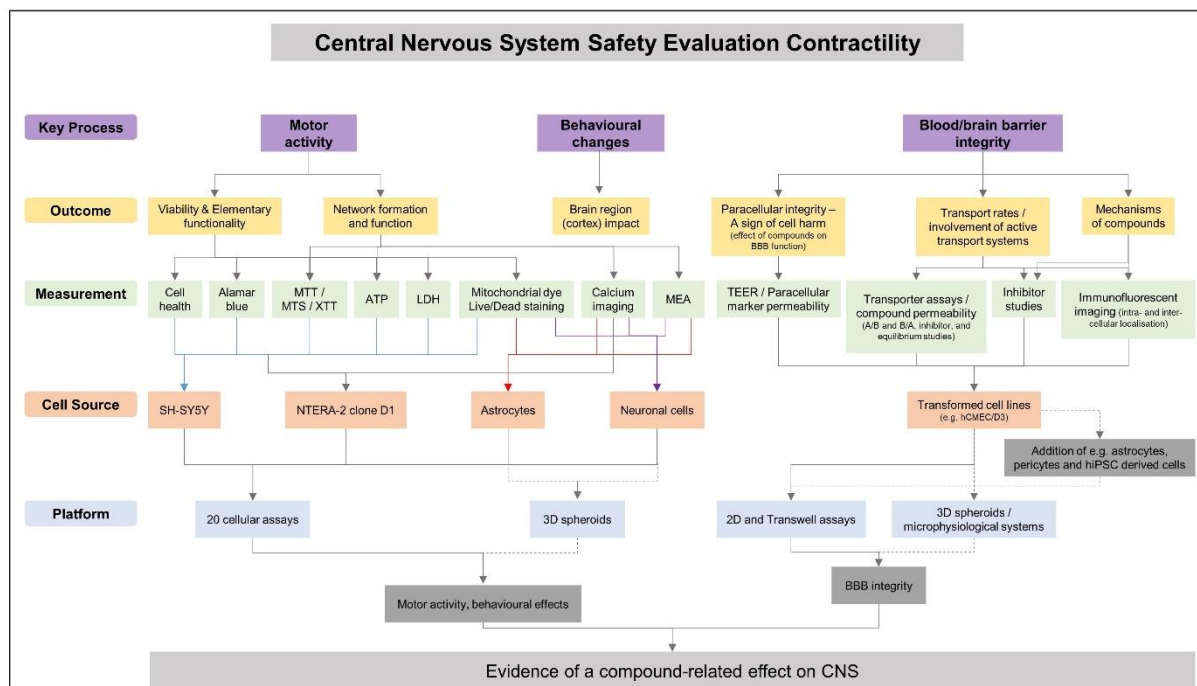 Central Nervous System Safety Evaluation Contractility
Key Process
Motor
activity
Behavioural
changes
Blood/brain barrier
integrity
Outcome
Viability & Elementary
functionality
Network formation
and function
Brain region
(cortex) impact
Paracellular integrity –
A sign of cell harm
(effect of compounds on
BBB function)
Transport rates /
involvement of active
transport systems
Mechanisms
of compounds
Measurement
Cell
health
Alamar
blue
MTT /
MTS / XTT
ATP
LDH
Mitochondrial dye
Live/Dead staining
Calcium
imaging
MEA
TEER / Paracellular
marker permeability
Transporter assays /
compound permeability
(A/B and B/A, inhibitor, and
equilibrium studies)
Inhibitor
studies
Immunofluorescent
imaging (intra- and inter-
cellular localisation)
Cell Source
SH-SY5Y
NTERA-2 clone D1
Astrocytes
Neuronal cells
Transformed cell lines
(e.g. hCMEC/D3)
Addition of e.g. astrocytes,
pericytes and hiPSC derived cells
Platform
20 cellular assays
3D spheroids
2D and Transwell assays
3D spheroids /
microphysiological systems
Motor activity, behavioural effects
BBB integrity
Evidence of a compound-related effect on CNS